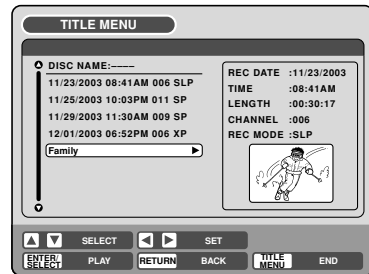 TITLE MENU
DISC NAME:----
11/23/2003 08:41AM 006 SLP
11/25/2003 10:03PM 011 SP
11/29/2003 11:30AM 009 SP
12/01/2003 06:52PM 006 XP
Family
REC DATE :11/23/2003
TIME :08:41AM
LENGTH :00:30:17
CHANNEL :006
REC MODE :SLP
SELECT SET
ENTER/SELECT PLAY RETURN BACK TITLE MENU END